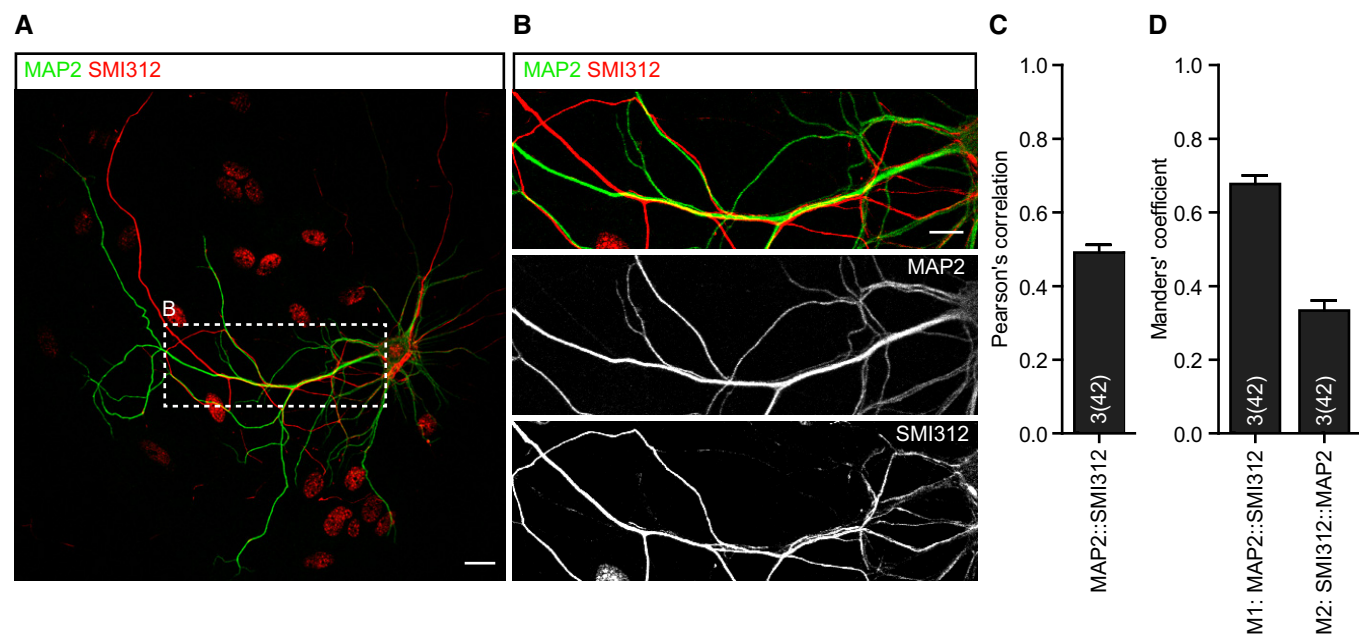 A
MAP2 SMI312
B
B
MAP2 SMI312
MAP2
SMI312
C
Pearson's correlation
1.0
0.8
0.6
0.4
0.2
0.0
3(42)
MAP2::SMI312
D
Manders' coefficient
1.0
0.8
0.6
0.4
0.2
0.0
3(42)
3(42)
M1: MAP2::SMI312
M2: SMI312::MAP2